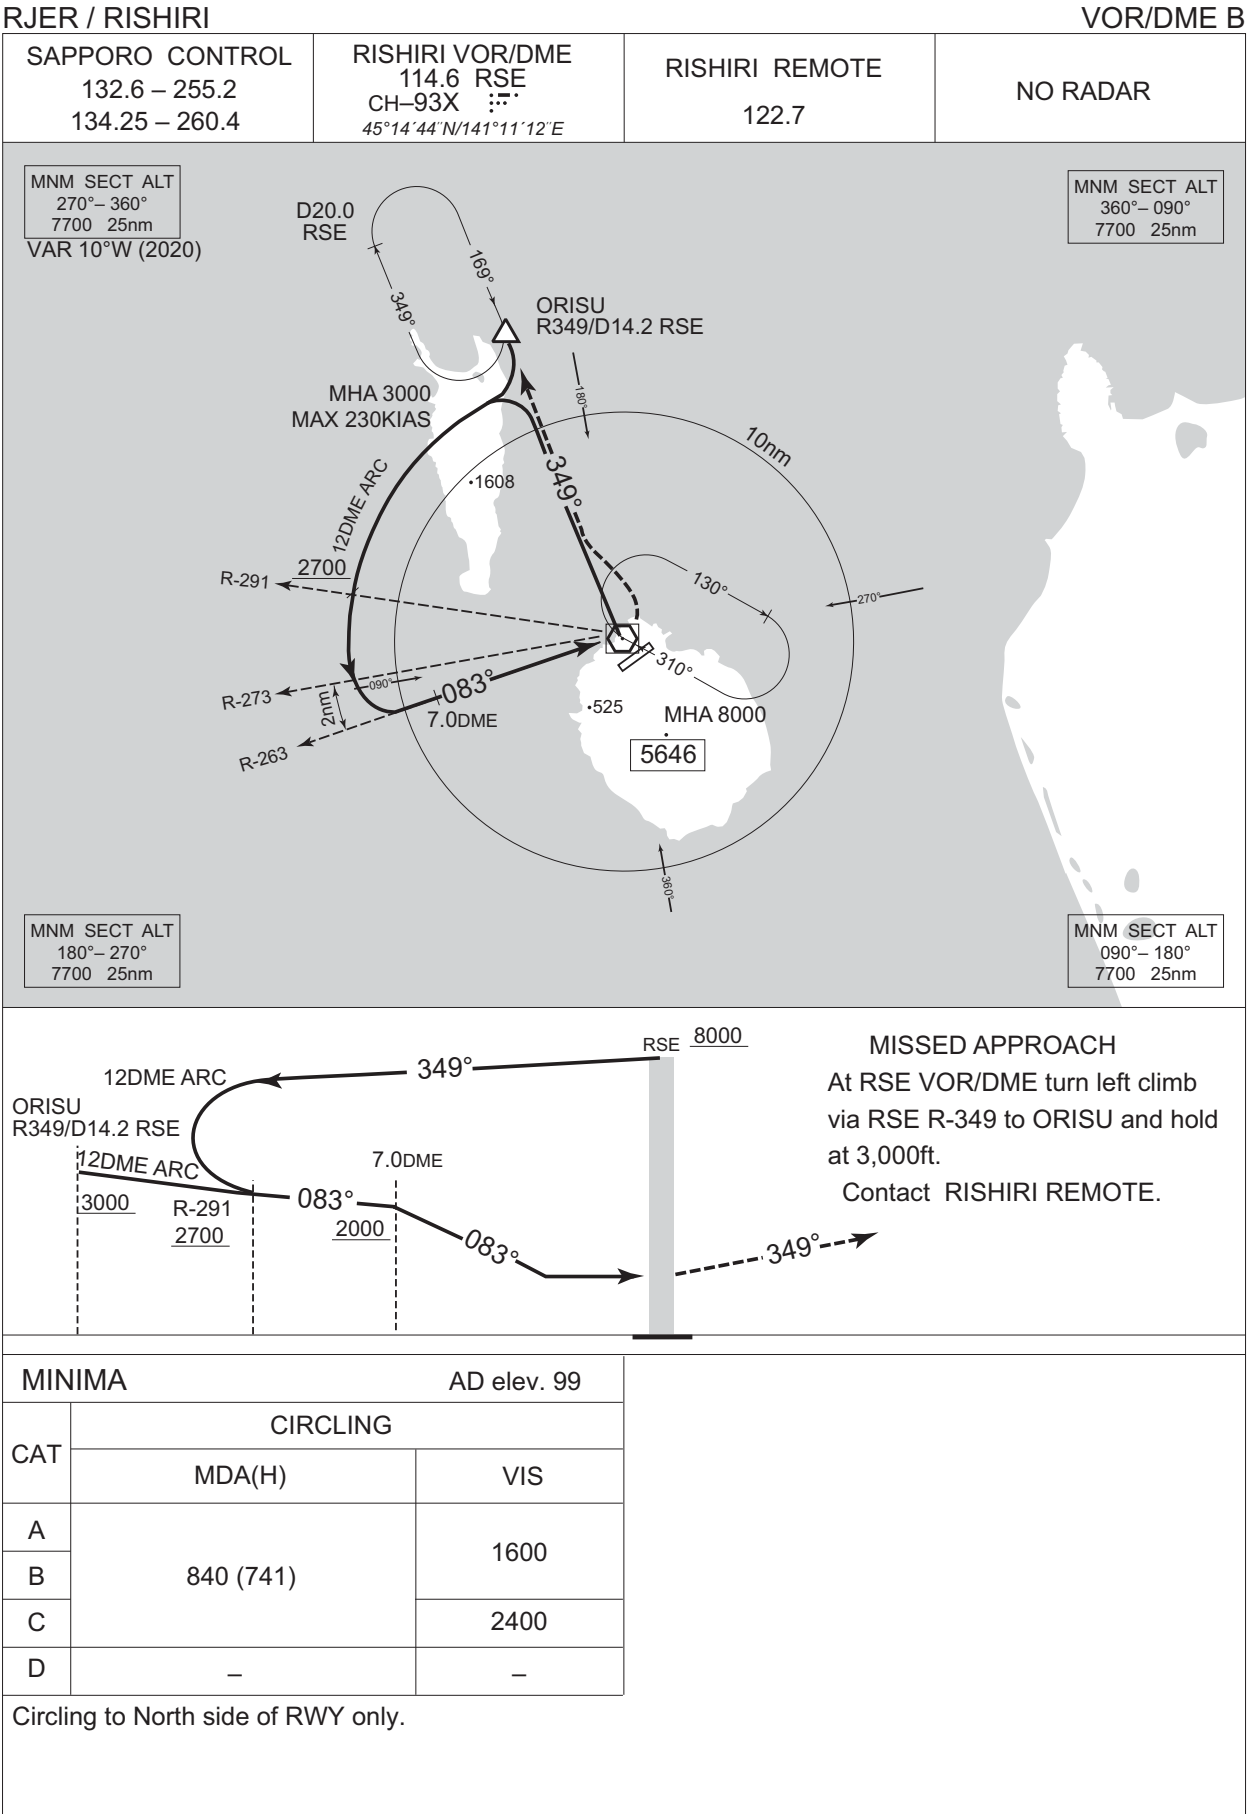 RJER / RISHIRI
VOR/DME B
SAPPORO CONTROL
132.6 – 255.2
134.25 – 260.4
RISHIRI VOR/DME
114.6 RSE
CH–93X
45°14´44¨N/141°11´12¨E
RISHIRI REMOTE
122.7
NO RADAR
MNM SECT ALT
270°– 360°
7700 25nm
VAR 10°W (2020)
MNM SECT ALT
360°– 090°
7700 25nm
D20.0
RSE
169°
349°
ORISU
R349/D14.2 RSE
MHA 3000
MAX 230KIAS
180°
10nm
12DME ARC
349°
1608
2700
R-291
130°
270°
310°
R-273
090°
083°
2nm
7.0DME
R-263
525
MHA 8000
5646
360°
MNM SECT ALT
180°– 270°
7700 25nm
MNM SECT ALT
090°– 180°
7700 25nm
RSE 8000
349°
12DME ARC
ORISU
R349/D14.2 RSE
12DME ARC
3000
R-291
2700
083°
7.0DME
2000
083°
349°
MISSED APPROACH
At RSE VOR/DME turn left climb
via RSE R-349 to ORISU and hold
at 3,000ft.
Contact RISHIRI REMOTE.
MINIMA
AD elev. 99
CAT
CIRCLING
MDA(H)
VIS
A
B
C
D
840 (741)
1600
2400
–
–
Circling to North side of RWY only.